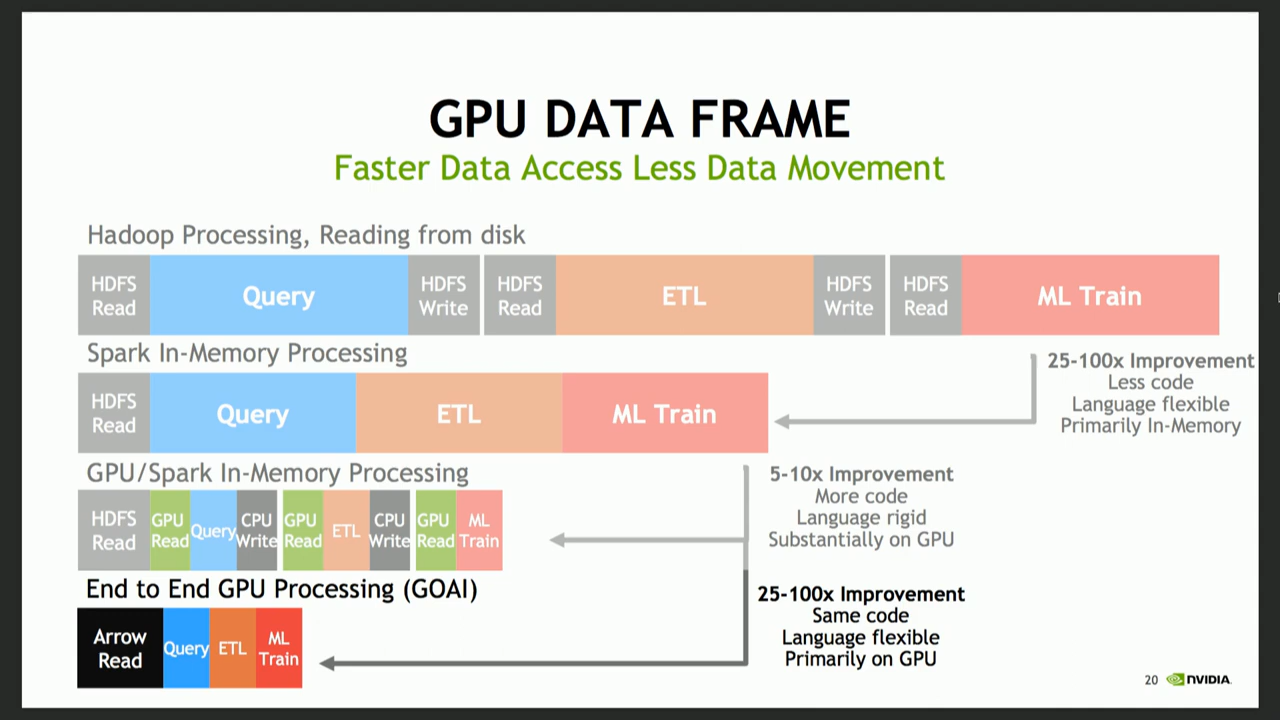 GPU DATA FRAME
Faster Data Access Less Data Movement
Hadoop Processing, Reading from disk
HDFS
Read
Query
HDFS
Write
HDFS
Read
ETL
HDFS
Write
HDFS
Read
ML Train
Spark In-Memory Processing
HDFS
Read
Query
ETL
ML Train
25-100x Improvement
Less code
Language flexible
Primarily In-Memory
GPU/Spark In-Memory Processing
HDFS
Read
GPU
Read
Query
CPU
Write
GPU
Read
ETL
CPU
Write
GPU
Read
ML
Train
5-10x Improvement
More code
Language rigid
Substantially on GPU
End to End GPU Processing (GOAI)
Arrow
Read
Query
ETL
ML
Train
25-100x Improvement
Same code
Language flexible
Primarily on GPU
20 NVIDIA.